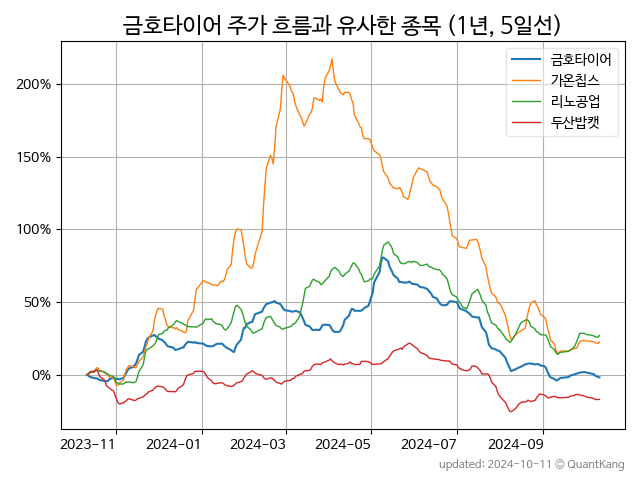 금호타이어 주가 흐름과 유사한 종목 (1년, 5일선)
금호타이어
가온칩스
리노공업
두산밥캣
200%
150%
100%
50%
0%
2023-11 2024-01 2024-03 2024-05 2024-07 2024-09
updated: 2024-10-11 © QuantKang